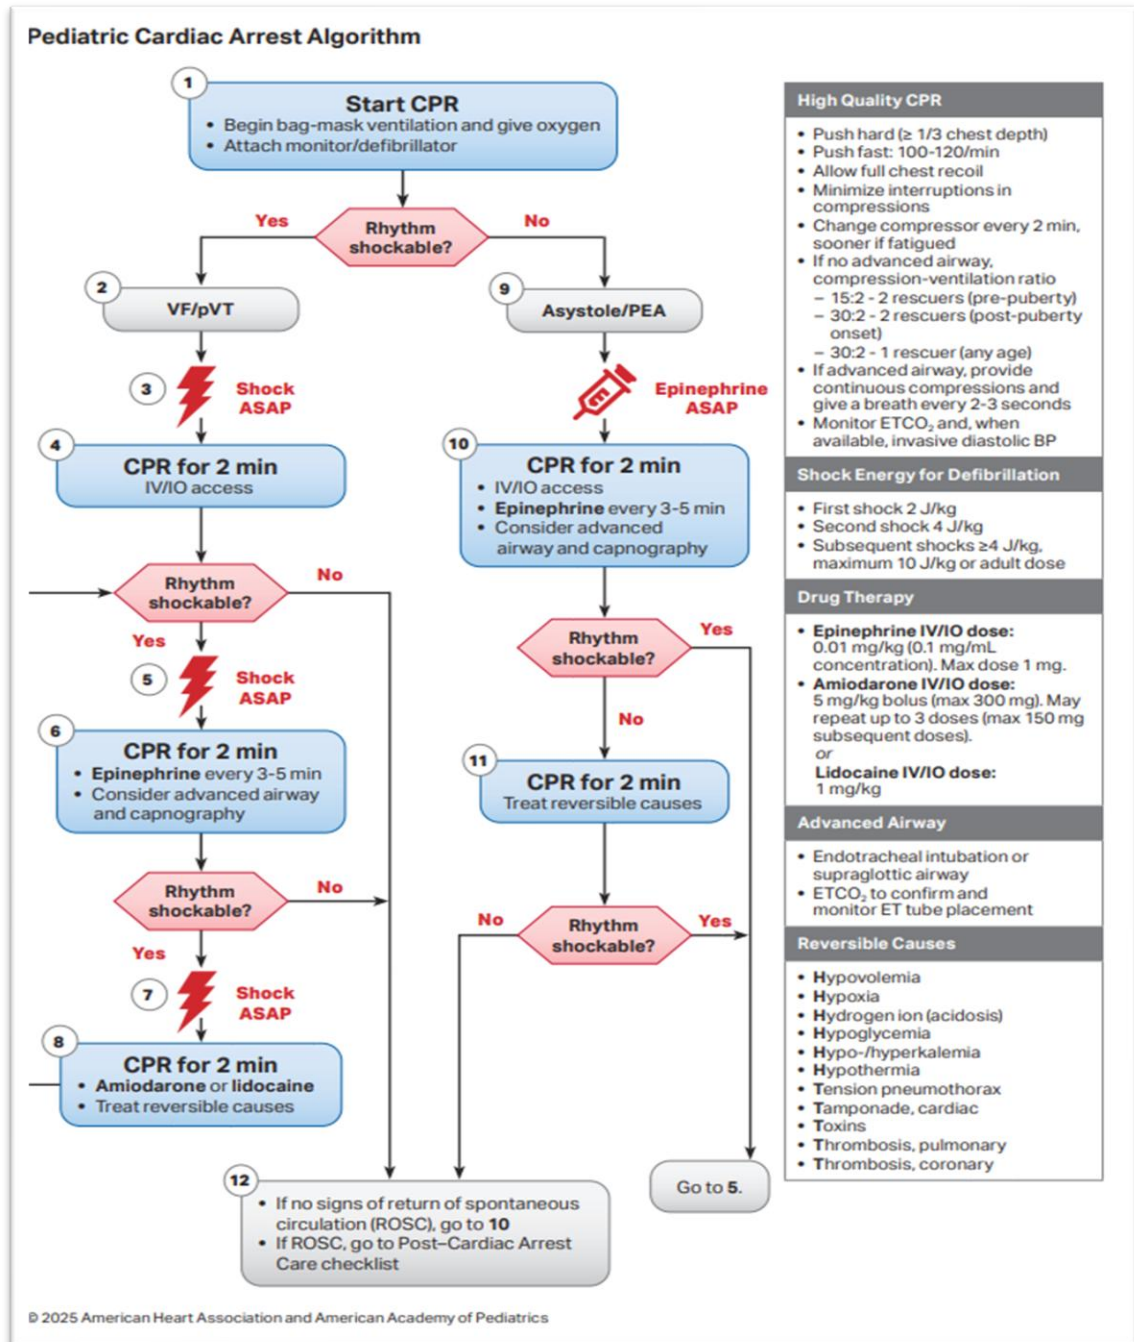 Pediatric Cardiac Arrest Algorithm
1
Start CPR
• Begin bag-mask ventilation and give oxygen
• Attach monitor/defibrillator
Rhythm
shockable?
Yes
No
2
VF/pVT
3
Shock
ASAP
4
CPR for 2 min
IV/IO access
Rhythm
shockable?
No
Yes
5
Shock
ASAP
6
CPR for 2 min
• Epinephrine every 3-5 min
• Consider advanced airway
and capnography
Rhythm
shockable?
No
Yes
7
Shock
ASAP
8
CPR for 2 min
• Amiodarone or lidocaine
• Treat reversible causes
9
Asystole/PEA
Epinephrine
ASAP
10
CPR for 2 min
• IV/IO access
• Epinephrine every 3-5 min
• Consider advanced
airway and capnography
Rhythm
shockable?
Yes
No
11
CPR for 2 min
Treat reversible causes
Rhythm
shockable?
No
Yes
12
• If no signs of return of spontaneous
circulation (ROSC), go to 10
• If ROSC, go to Post–Cardiac Arrest
Care checklist
Go to 5.
High Quality CPR
• Push hard (≥ 1/3 chest depth)
• Push fast: 100-120/min
• Allow full chest recoil
• Minimize interruptions in
compressions
• Change compressor every 2 min,
sooner if fatigued
• If no advanced airway,
compression-ventilation ratio
– 15:2 - 2 rescuers (pre-puberty)
– 30:2 - 2 rescuers (post-puberty
onset)
– 30:2 - 1 rescuer (any age)
• If advanced airway, provide
continuous compressions and
give a breath every 2-3 seconds
• Monitor ETCO₂ and, when
available, invasive diastolic BP
Shock Energy for Defibrillation
• First shock 2 J/kg
• Second shock 4 J/kg
• Subsequent shocks ≥4 J/kg,
maximum 10 J/kg or adult dose
Drug Therapy
• Epinephrine IV/IO dose:
0.01 mg/kg (0.1 mg/mL
concentration). Max dose 1 mg.
• Amiodarone IV/IO dose:
5 mg/kg bolus (max 300 mg). May
repeat up to 3 doses (max 150 mg
subsequent doses).
or
Lidocaine IV/IO dose:
1 mg/kg
Advanced Airway
• Endotracheal intubation or
supraglottic airway
• ETCO₂ to confirm and
monitor ET tube placement
Reversible Causes
• Hypovolemia
• Hypoxia
• Hydrogen ion (acidosis)
• Hypoglycemia
• Hypo-/hyperkalemia
• Hypothermia
• Tension pneumothorax
• Tamponade, cardiac
• Toxins
• Thrombosis, pulmonary
• Thrombosis, coronary
© 2025 American Heart Association and American Academy of Pediatrics